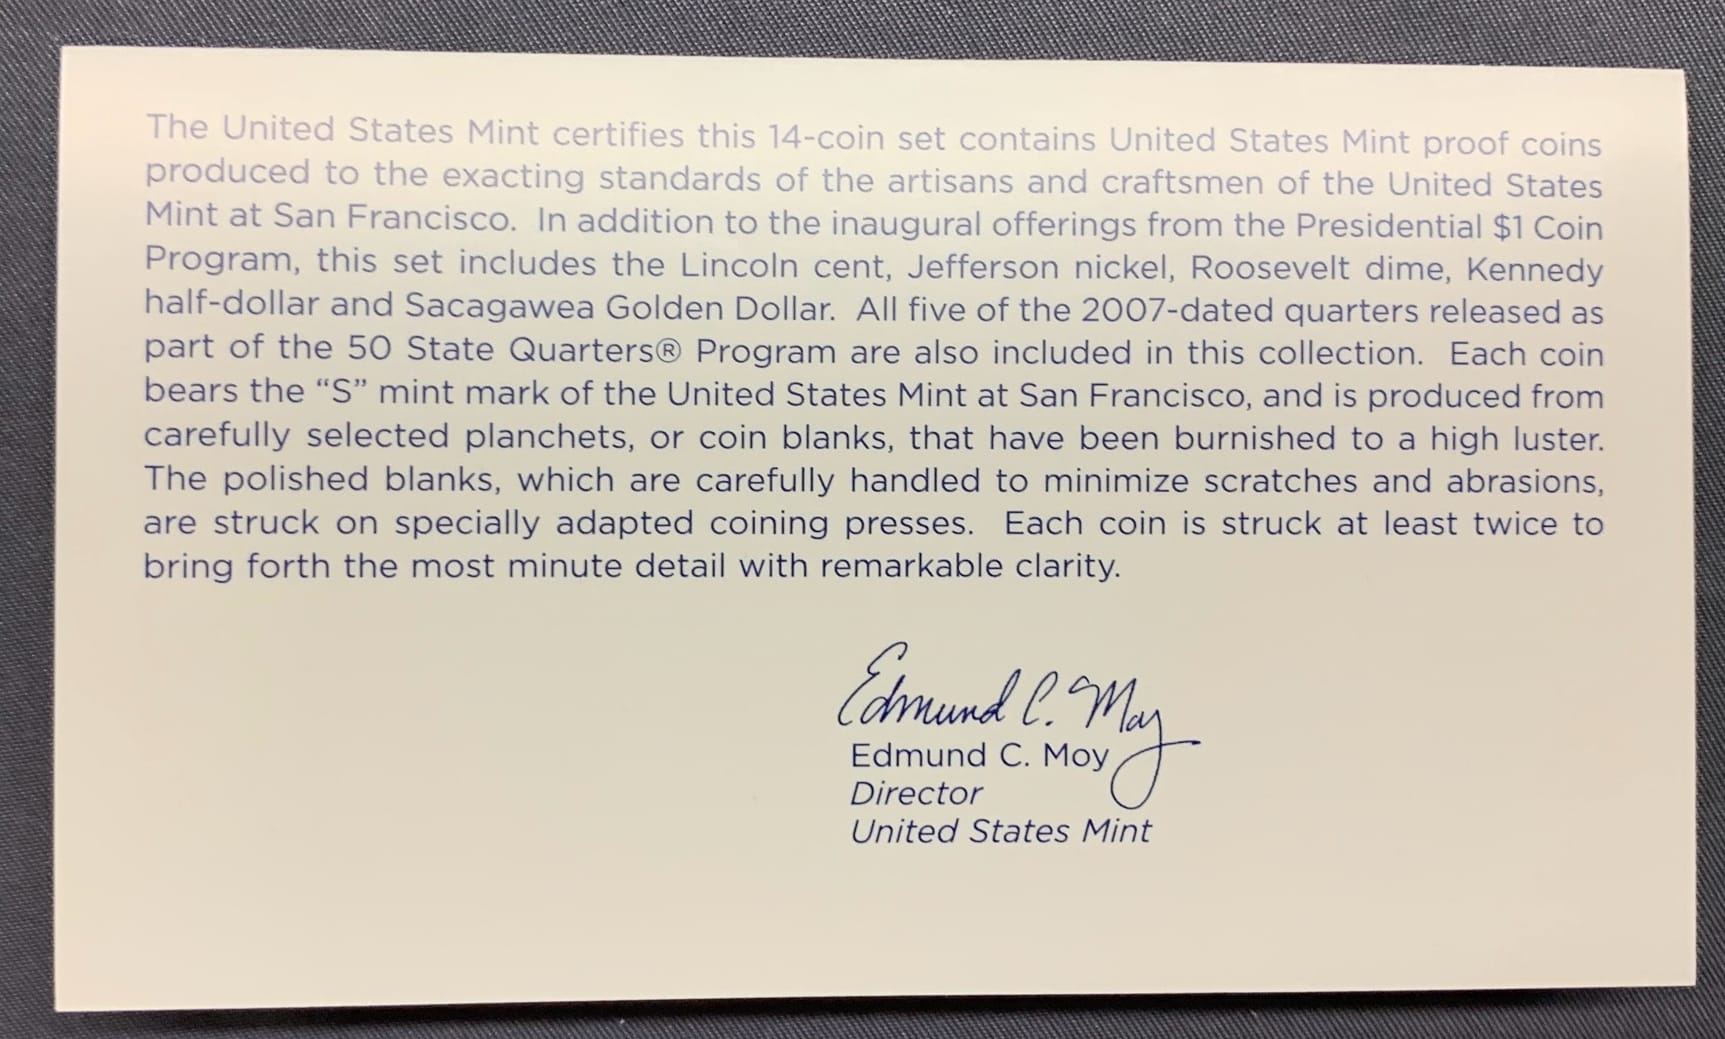 The United States Mint certifies this 14-coin set contains United States Mint proof coins
produced to the exacting standards of the artisans and craftsmen of the United States
Mint at San Francisco.  In addition to the inaugural offerings from the Presidential $1 Coin
Program, this set includes the Lincoln cent, Jefferson nickel, Roosevelt dime, Kennedy
half-dollar and Sacagawea Golden Dollar.  All five of the 2007-dated quarters released as
part of the 50 State Quarters® Program are also included in this collection.  Each coin
bears the “S” mint mark of the United States Mint at San Francisco, and is produced from
carefully selected planchets, or coin blanks, that have been burnished to a high luster.
The polished blanks, which are carefully handled to minimize scratches and abrasions,
are struck on specially adapted coining presses.  Each coin is struck at least twice to
bring forth the most minute detail with remarkable clarity.
Edmund C. Moy
Edmund C. Moy
Director
United States Mint